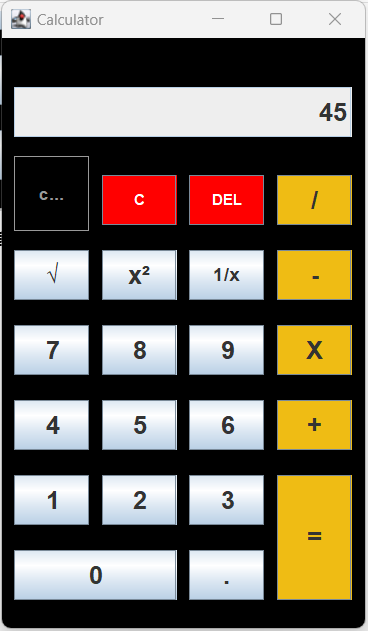 Calculator
45
c... C DEL /
√ x² 1/x -
7 8 9 X
4 5 6 +
1 2 3
=
0 .